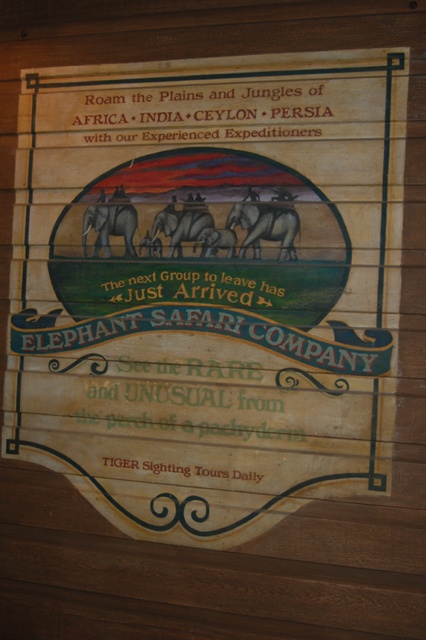 Roam the Plains and Jungles of
AFRICA • INDIA • CEYLON • PERSIA
with our Experienced Expeditioners
The next Group to leave has
Just Arrived
ELEPHANT SAFARI COMPANY
See the RARE
and UNUSUAL from
the perch of a pachyderm
TIGER Sighting Tours Daily